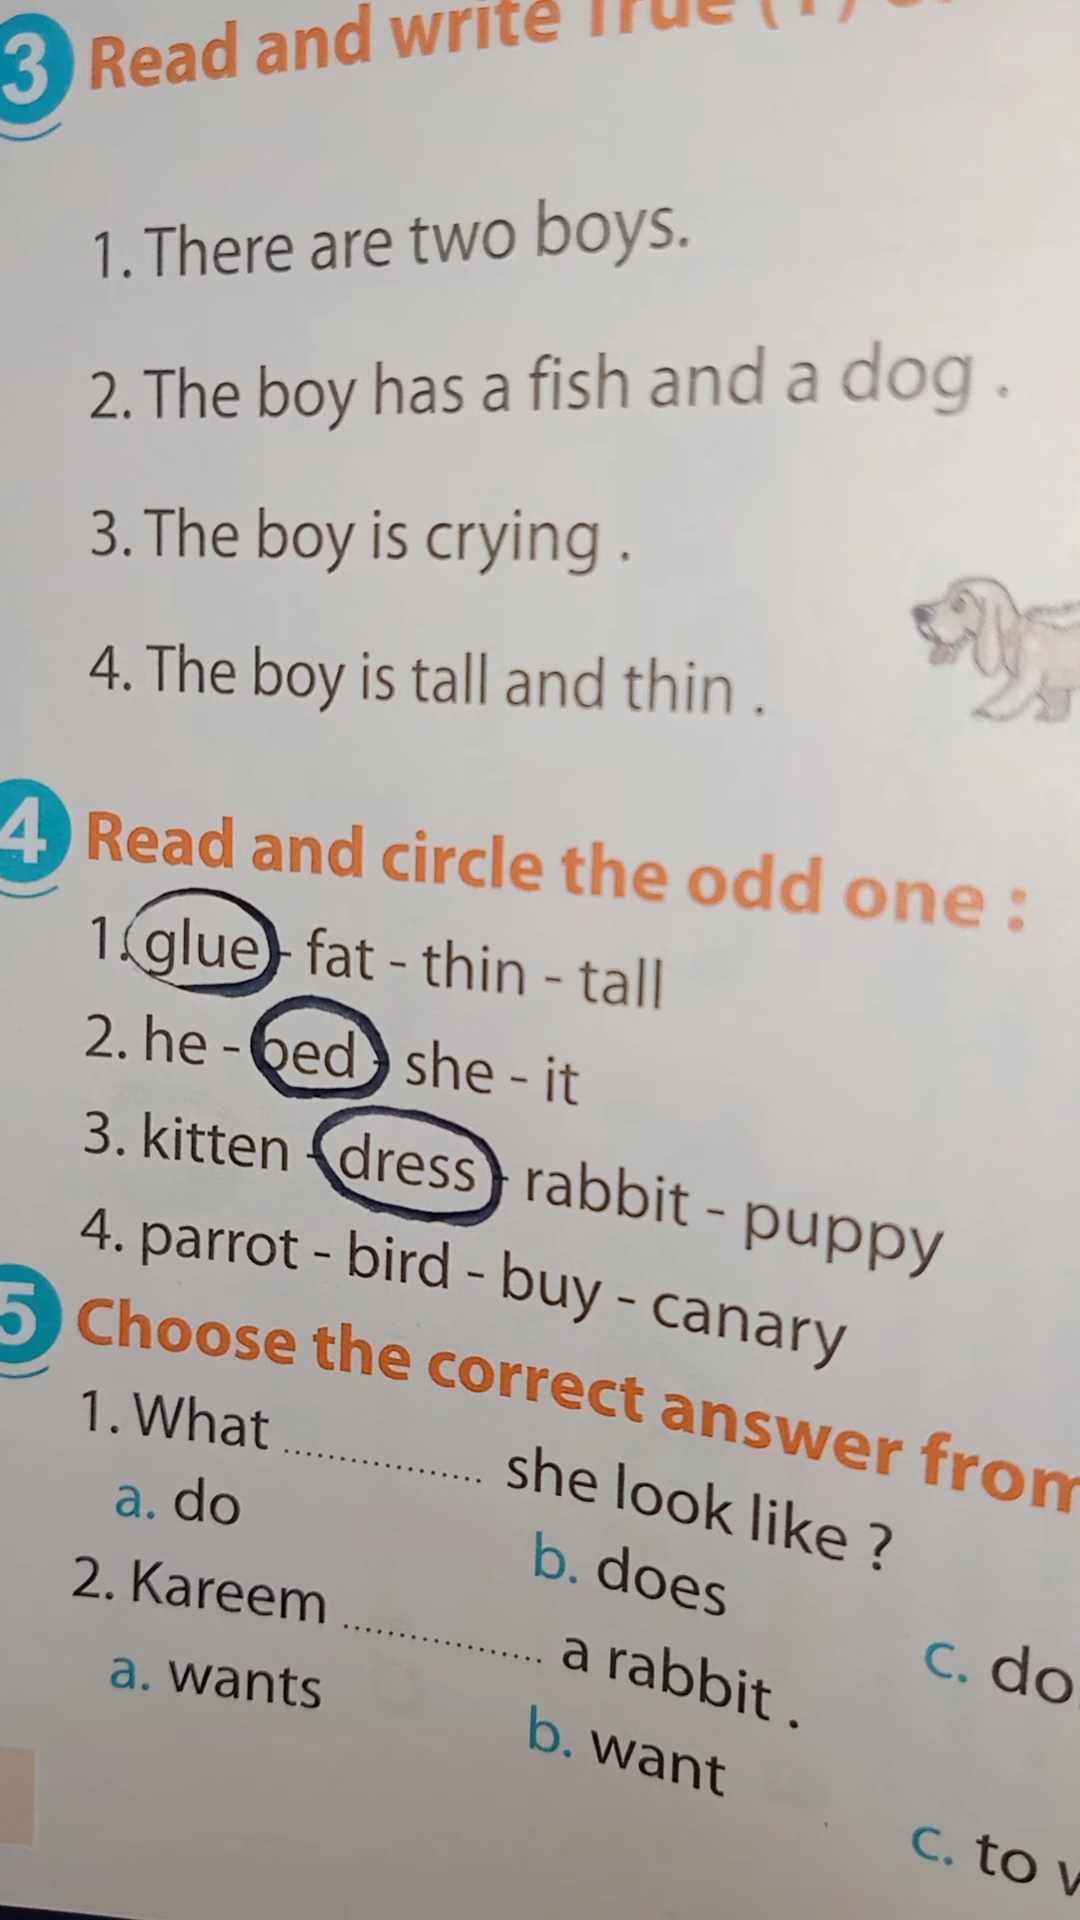 3 Read and write True (T)
1. There are two boys.
2. The boy has a fish and a dog .
3. The boy is crying .
4. The boy is tall and thin .
4 Read and circle the odd one :
1. glue - fat - thin - tall
2. he - bed - she - it
3. kitten - dress - rabbit - puppy
4. parrot - bird - buy - canary
5 Choose the correct answer from
1. What ................ she look like ?
a. do b. does c. do
2. Kareem ................ a rabbit .
a. wants b. want c. to